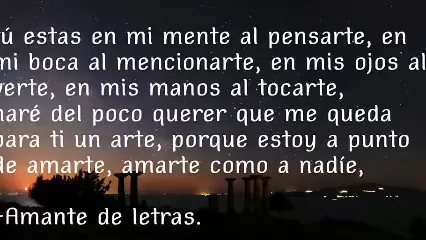 tú estas en mi mente al pensarte, en
mi boca al mencionarte, en mis ojos al
verte, en mis manos al tocarte,
haré del poco querer que me queda
para ti un arte, porque estoy a punto
de amarte, amarte como a nadíe,
-Amante de letras.